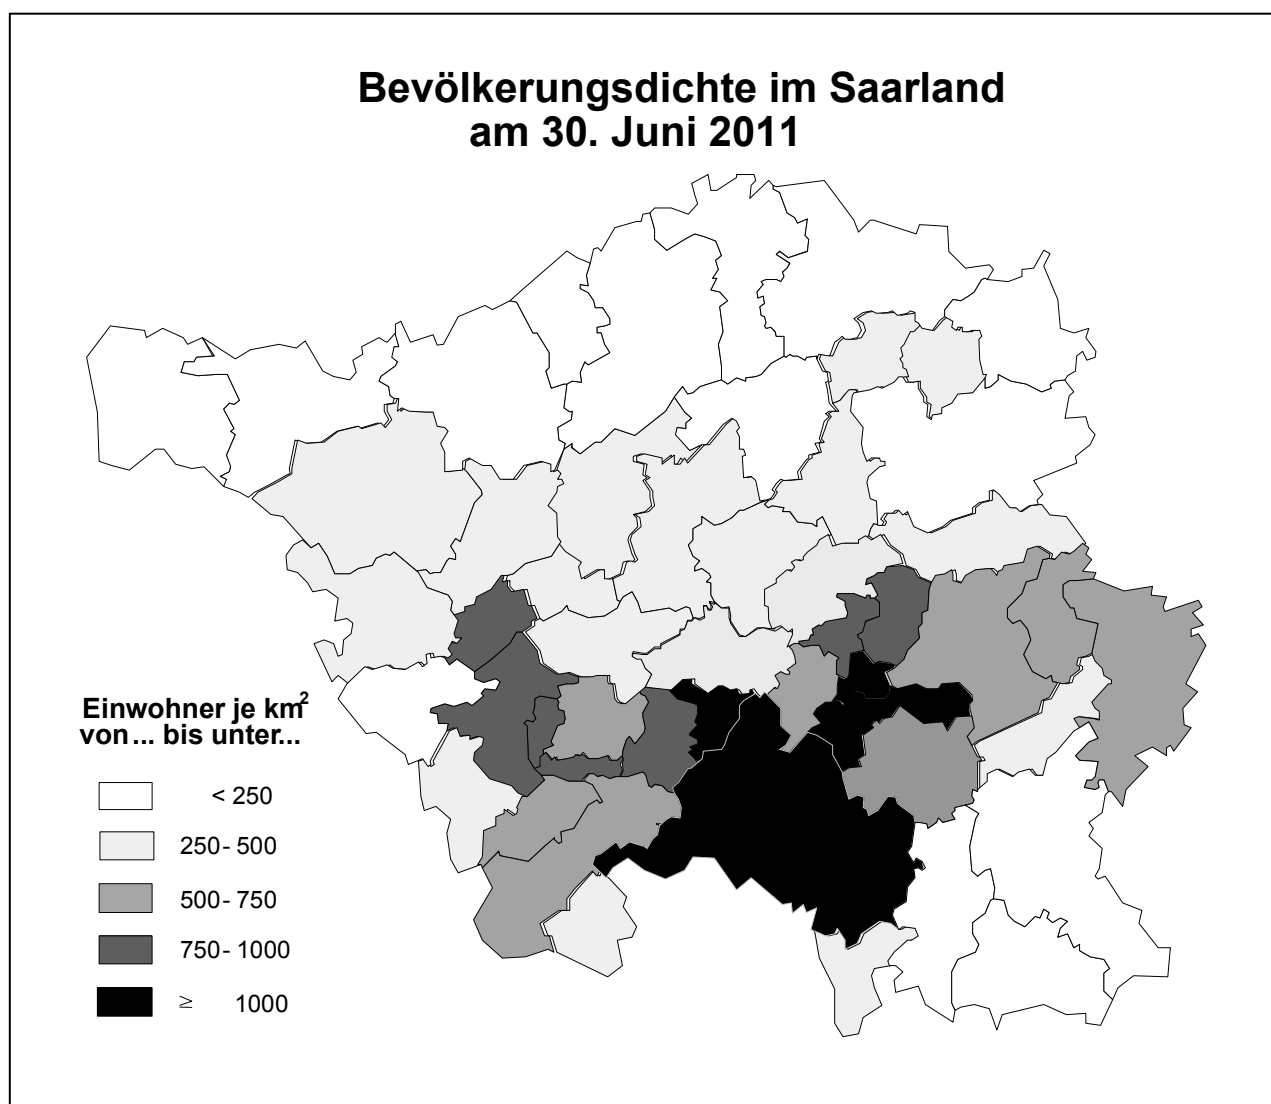 Bevölkerungsdichte im Saarland
am 30. Juni 2011
Einwohner je km²
von ... bis unter...
< 250
250 - 500
500 - 750
750 - 1000
≥ 1000